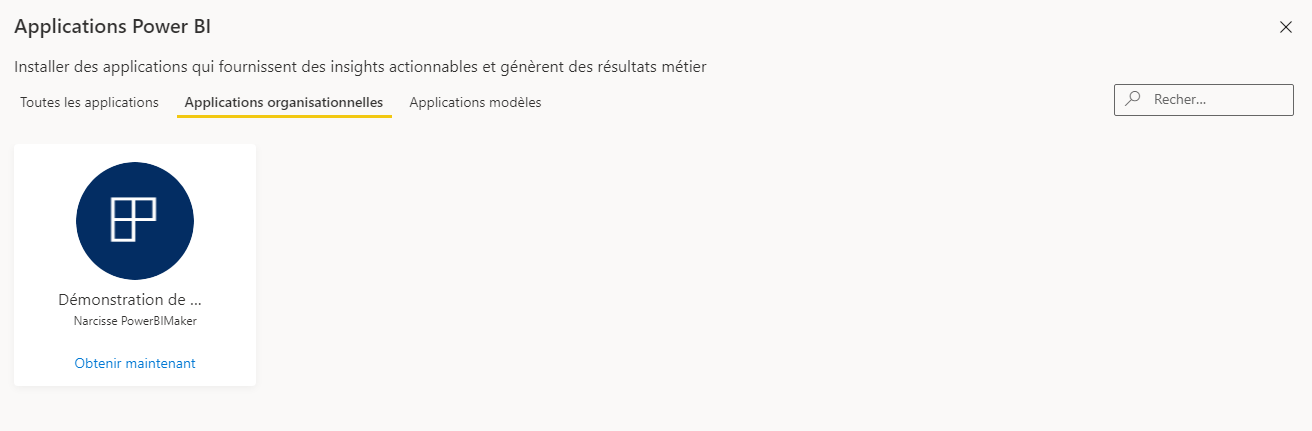 Applications Power BI
Installer des applications qui fournissent des insights actionnables et génèrent des résultats métier
Toutes les applications
Applications organisationnelles
Applications modèles
Recher...
Démonstration de ...
Narcisse PowerBIMaker
Obtenir maintenant